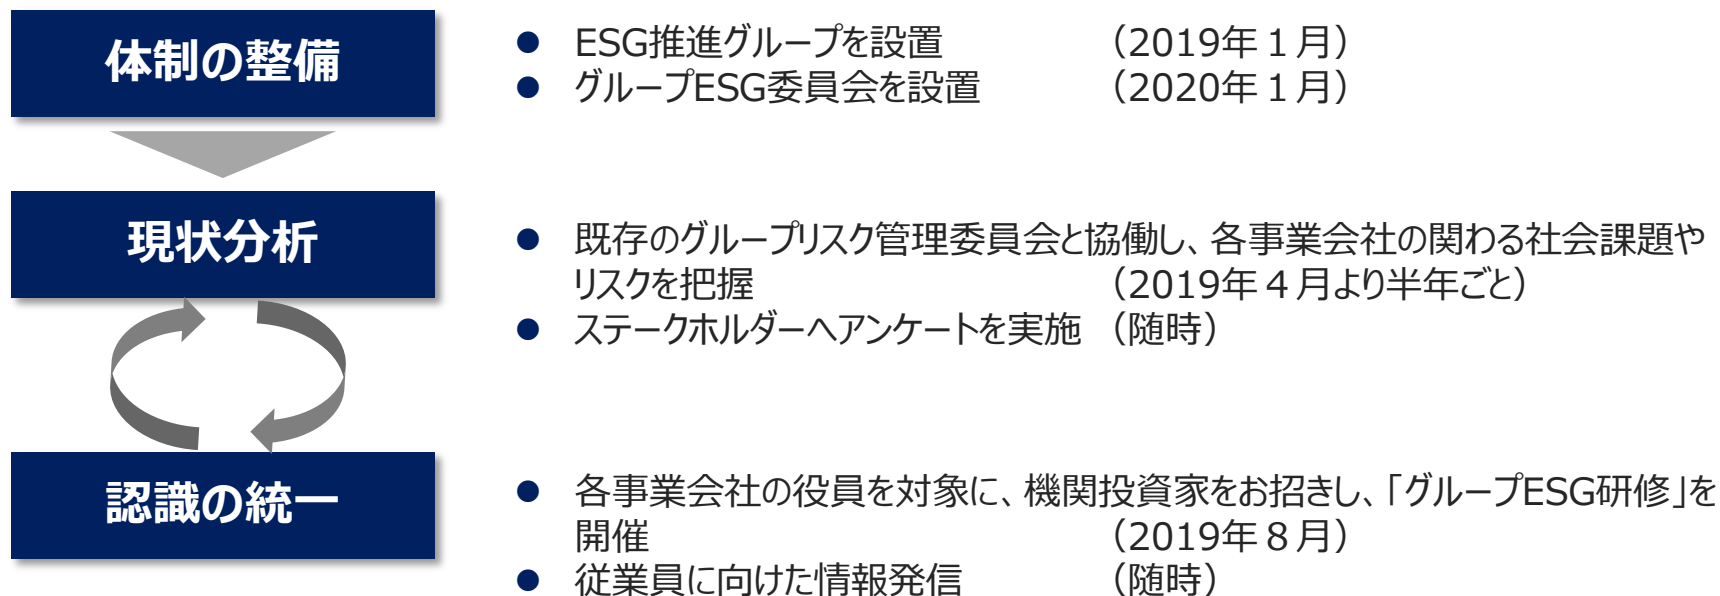 体制の整備
● ESG推進グループを設置 （2019年１月）
● グループESG委員会を設置 （2020年１月）
現状分析
● 既存のグループリスク管理委員会と協働し、各事業会社の関わる社会課題や
リスクを把握 （2019年４月より半年ごと）
● ステークホルダーへアンケートを実施 （随時）
認識の統一
● 各事業会社の役員を対象に、機関投資家をお招きし、「グループESG研修」を
開催 （2019年８月）
● 従業員に向けた情報発信 （随時）